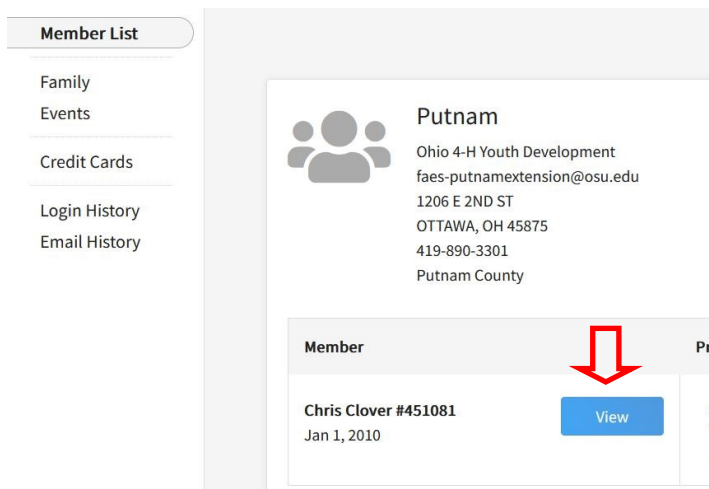 Member List
Family
Events
Credit Cards
Login History
Email History
Putnam
Ohio 4-H Youth Development
faes-putnamextension@osu.edu
1206 E 2ND ST
OTTAWA, OH 45875
419-890-3301
Putnam County
Member
Chris Clover #451081
Jan 1, 2010
View